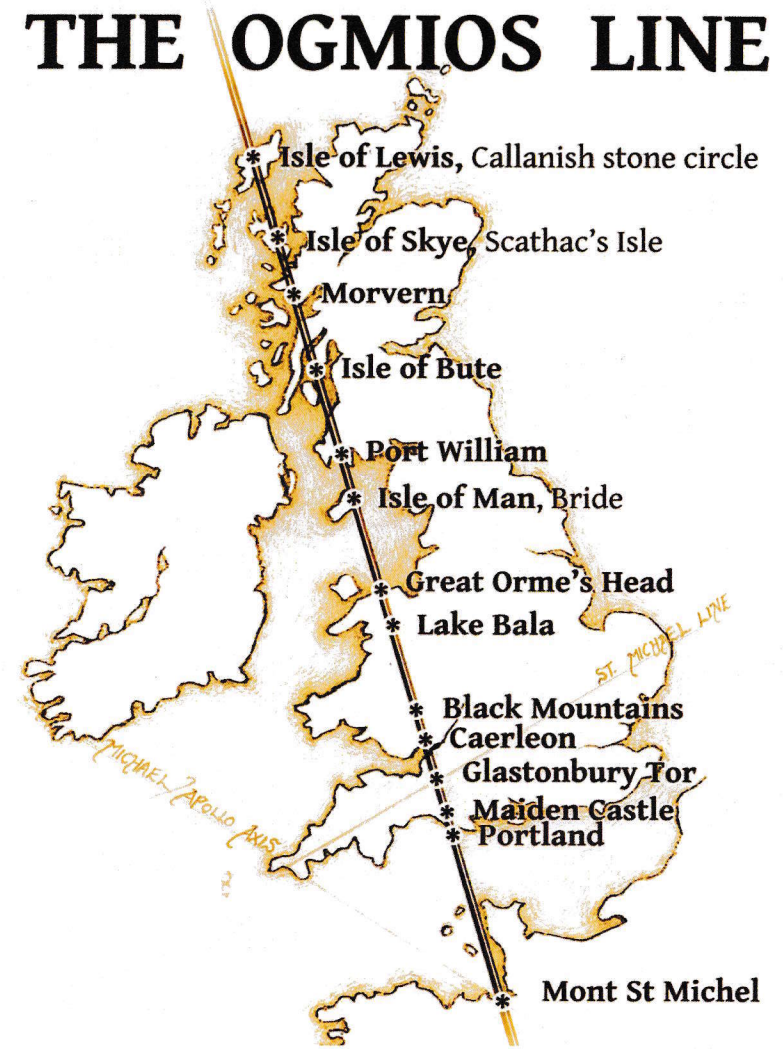 THE OGMIOS LINE
Isle of Lewis, Callanish stone circle
Isle of Skye, Scathac's Isle
Morvern
Isle of Bute
Port William
Isle of Man, Bride
Great Orme's Head
Lake Bala
ST. MICHAEL LINE
Black Mountains
Caerleon
MICHAEL/APOLLO AXIS
Glastonbury Tor
Maiden Castle
Portland
Mont St Michel